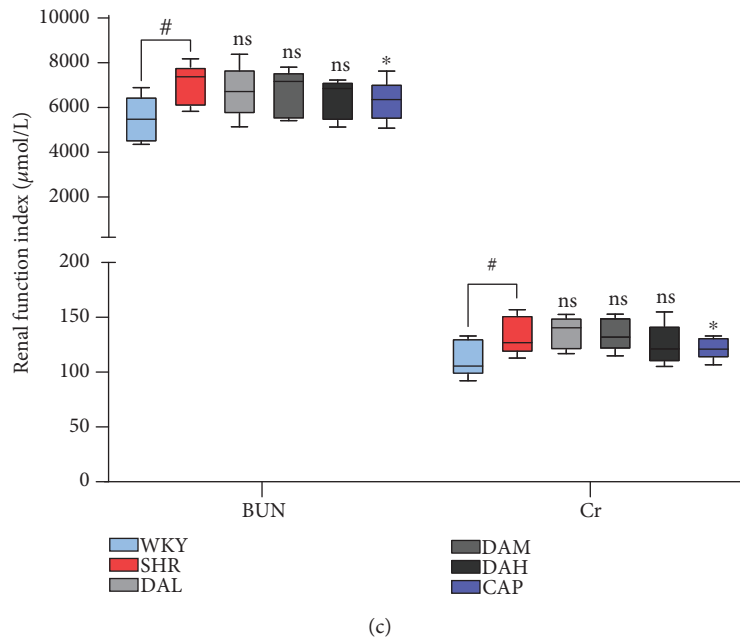 Renal function index (μmol/L)
10000
8000
6000
4000
2000
200
150
100
50
0
#
ns
ns
ns
*
#
ns
ns
ns
*
BUN
Cr
WKY
SHR
DAL
DAM
DAH
CAP
(c)